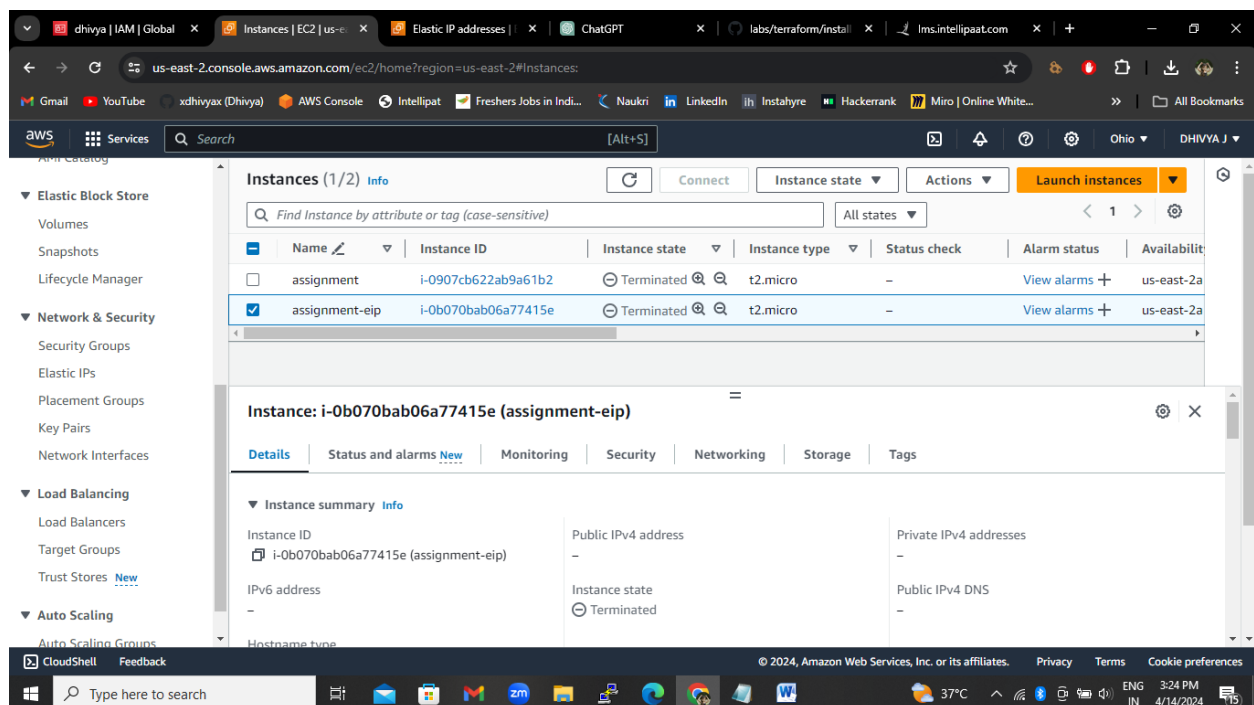 dhivya | IAM | Global
Instances | EC2 | us-e
Elastic IP addresses |
ChatGPT
labs/terraform/install
lms.intellipaat.com
us-east-2.console.aws.amazon.com/ec2/home?region=us-east-2#Instances:
Gmail YouTube xdhivyax (Dhivya) AWS Console Intellipat Freshers Jobs in Indi... Naukri LinkedIn Instahyre Hackerrank Miro | Online White... » All Bookmarks
aws Services Search [Alt+S] Ohio ▼ DHIVYA J ▼
AMI Catalog
Elastic Block Store
Volumes
Snapshots
Lifecycle Manager
Network & Security
Security Groups
Elastic IPs
Placement Groups
Key Pairs
Network Interfaces
Load Balancing
Load Balancers
Target Groups
Trust Stores New
Auto Scaling
Auto Scaling Groups
Instances (1/2) Info Connect Instance state ▼ Actions ▼ Launch instances ▼
Find Instance by attribute or tag (case-sensitive) All states ▼ < 1 >
Name Instance ID Instance state Instance type Status check Alarm status Availabilit
assignment i-0907cb622ab9a61b2 Terminated t2.micro – View alarms + us-east-2a
assignment-eip i-0b070bab06a77415e Terminated t2.micro – View alarms + us-east-2a
Instance: i-0b070bab06a77415e (assignment-eip)
Details Status and alarms New Monitoring Security Networking Storage Tags
Instance summary Info
Instance ID Public IPv4 address Private IPv4 addresses
i-0b070bab06a77415e (assignment-eip) – –
IPv6 address Instance state Public IPv4 DNS
– Terminated –
Hostname type
CloudShell Feedback © 2024, Amazon Web Services, Inc. or its affiliates. Privacy Terms Cookie preferences
Type here to search 37°C ENG 3:24 PM
IN 4/14/2024 15